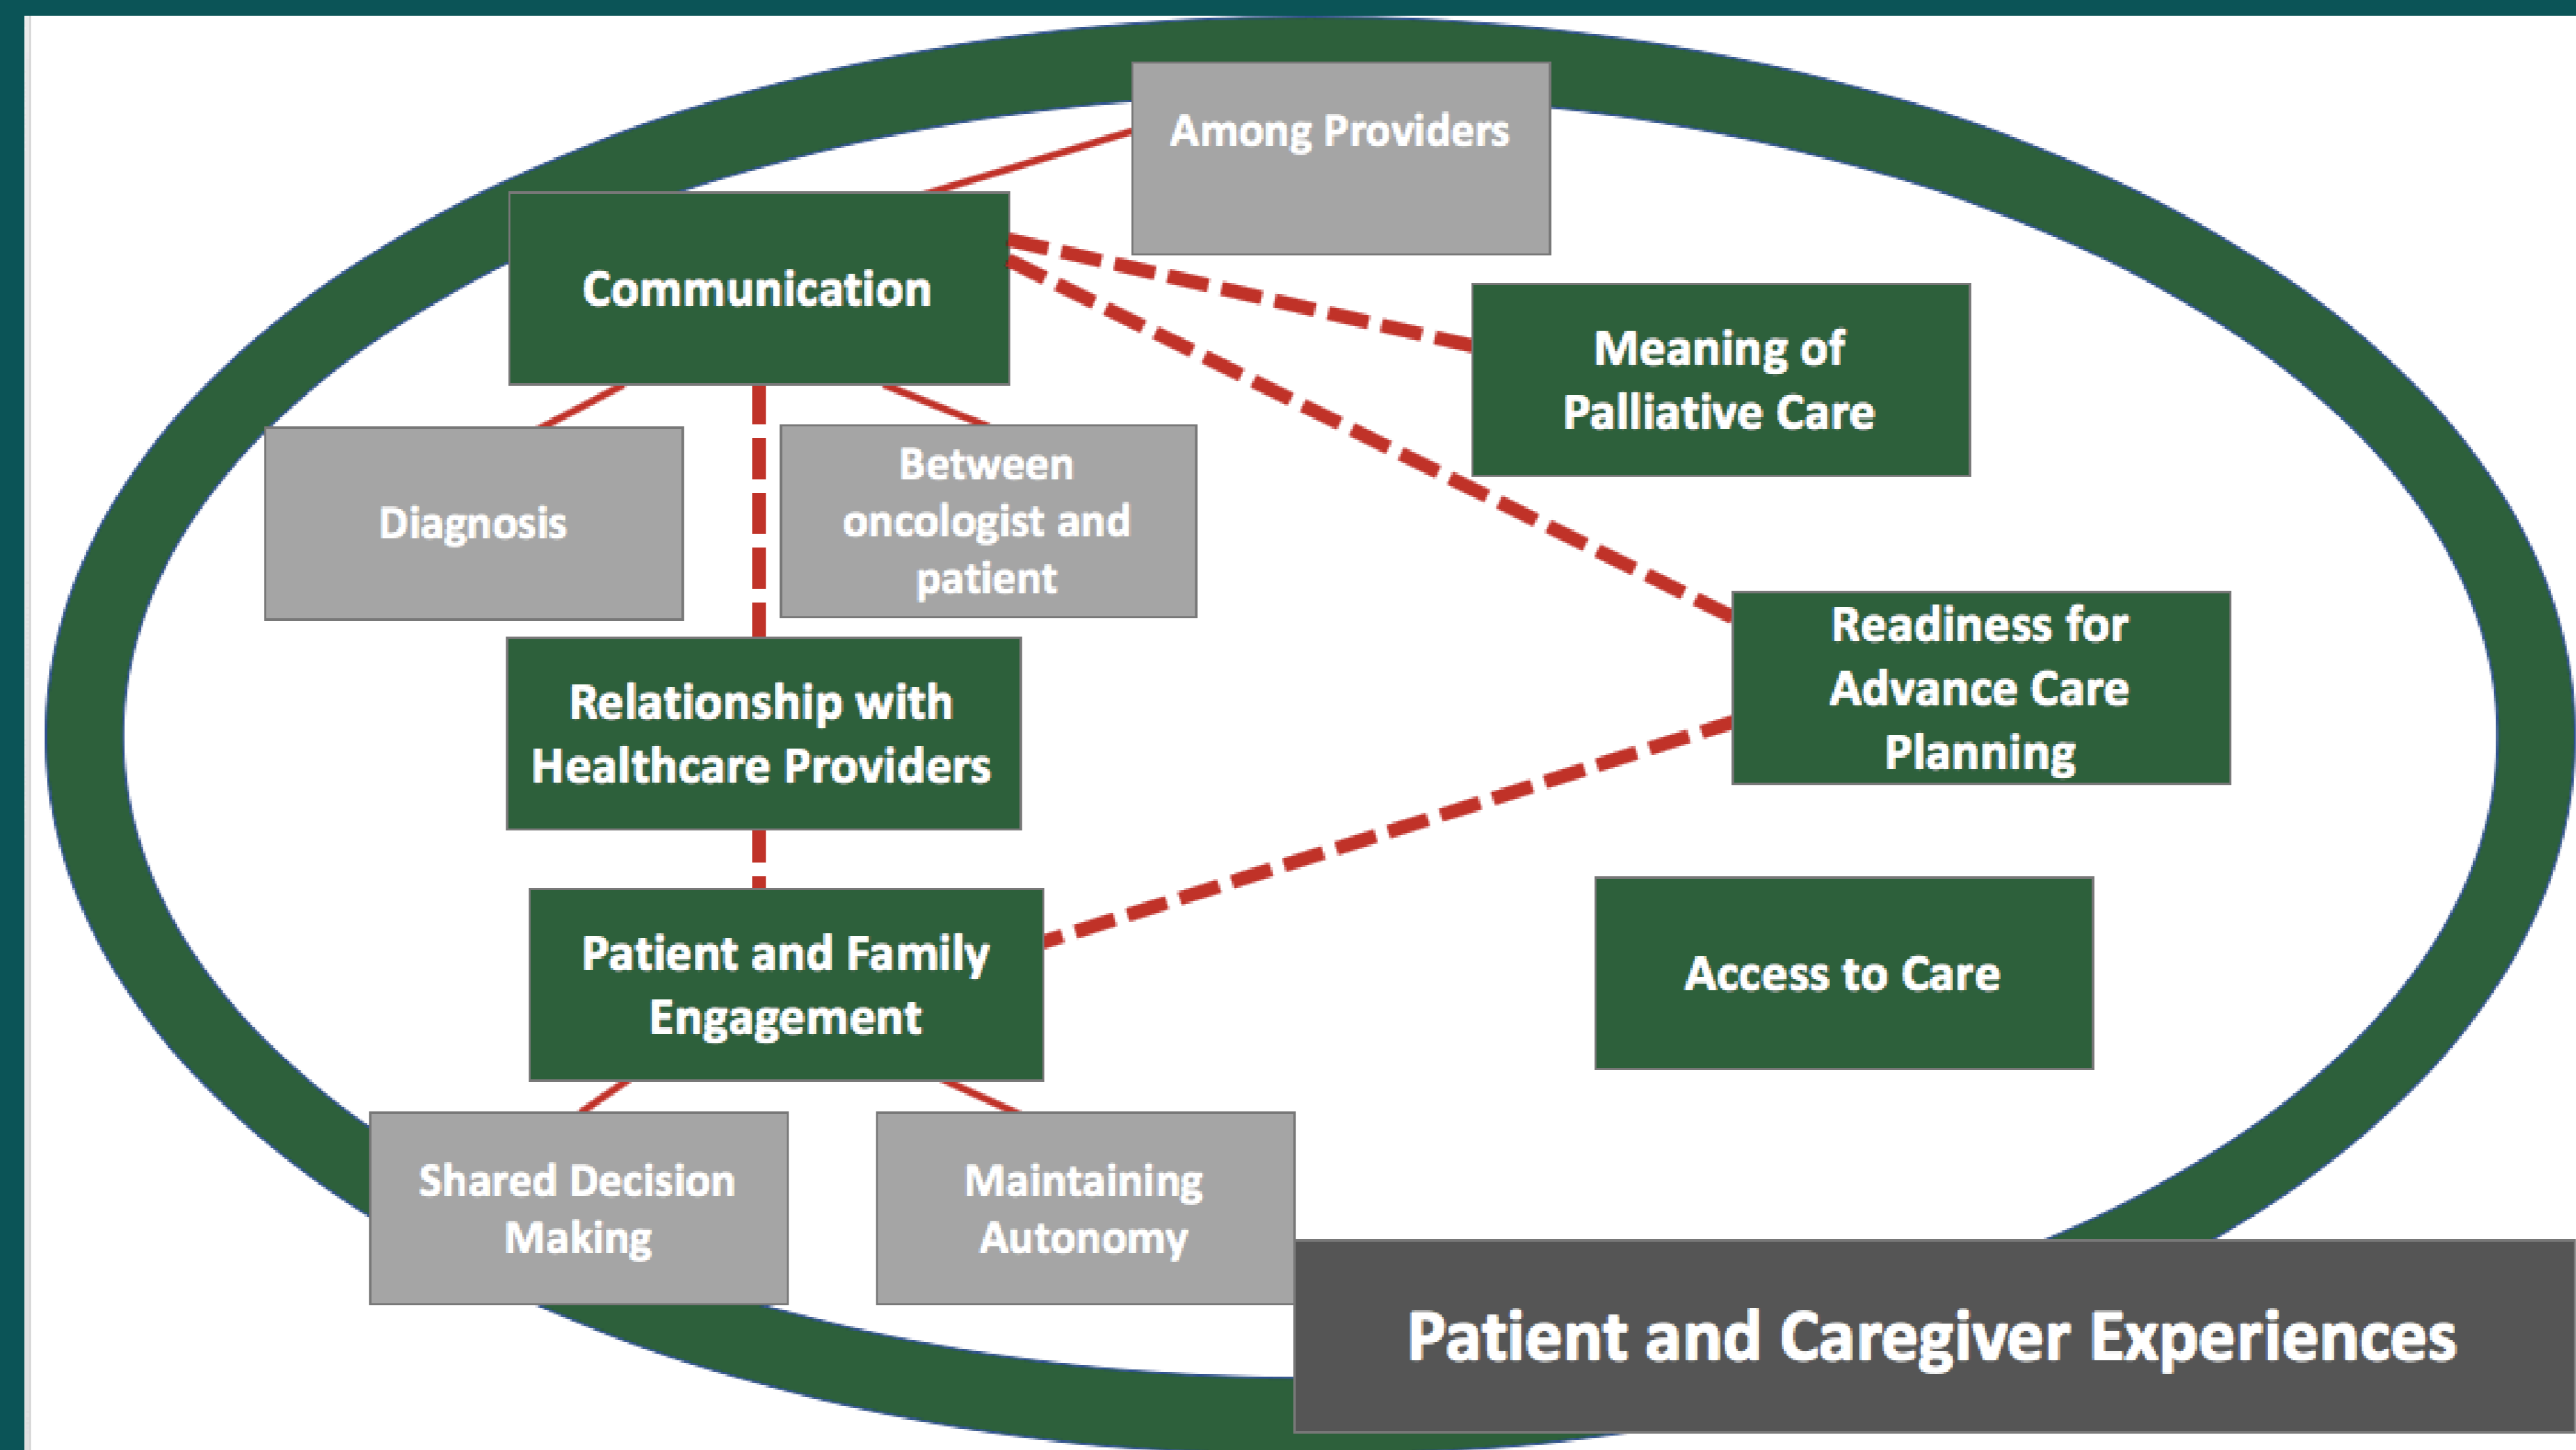 Among Providers
Communication
Meaning of
Palliative Care
Diagnosis
Between
oncologist and
patient
Readiness for
Advance Care
Planning
Relationship with
Healthcare Providers
Patient and Family
Engagement
Access to Care
Shared Decision
Making
Maintaining
Autonomy
Patient and Caregiver Experiences